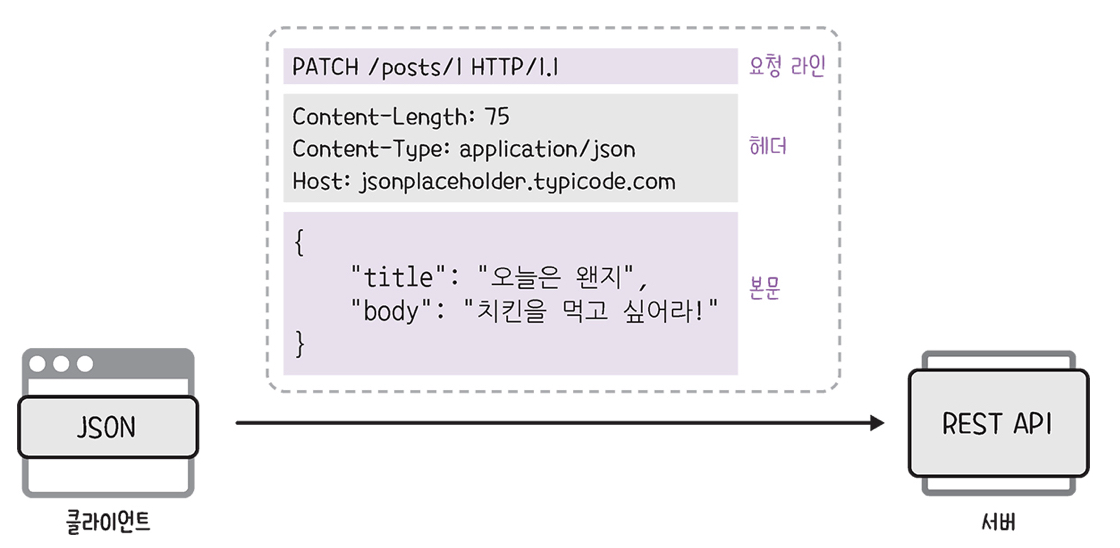 PATCH /posts/1 HTTP/1.1
요청 라인
Content-Length: 75
Content-Type: application/json
Host: jsonplaceholder.typicode.com
헤더
{
"title": "오늘은 왠지",
"body": "치킨을 먹고 싶어라!"
}
본문
JSON
클라이언트
REST API
서버